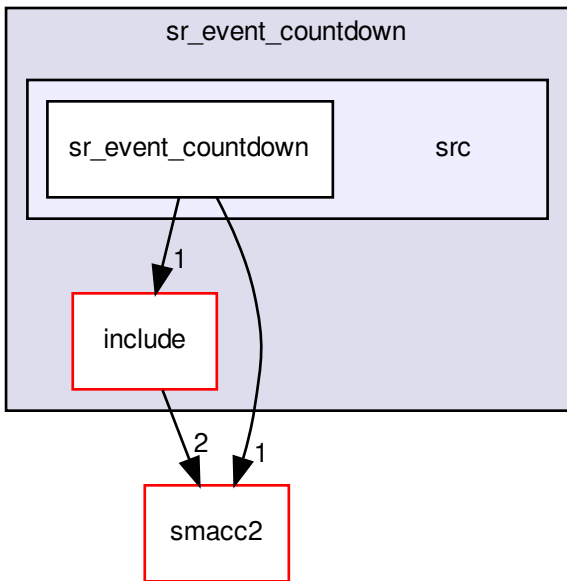 sr_event_countdown
sr_event_countdown
src
1
include
2
1
smacc2